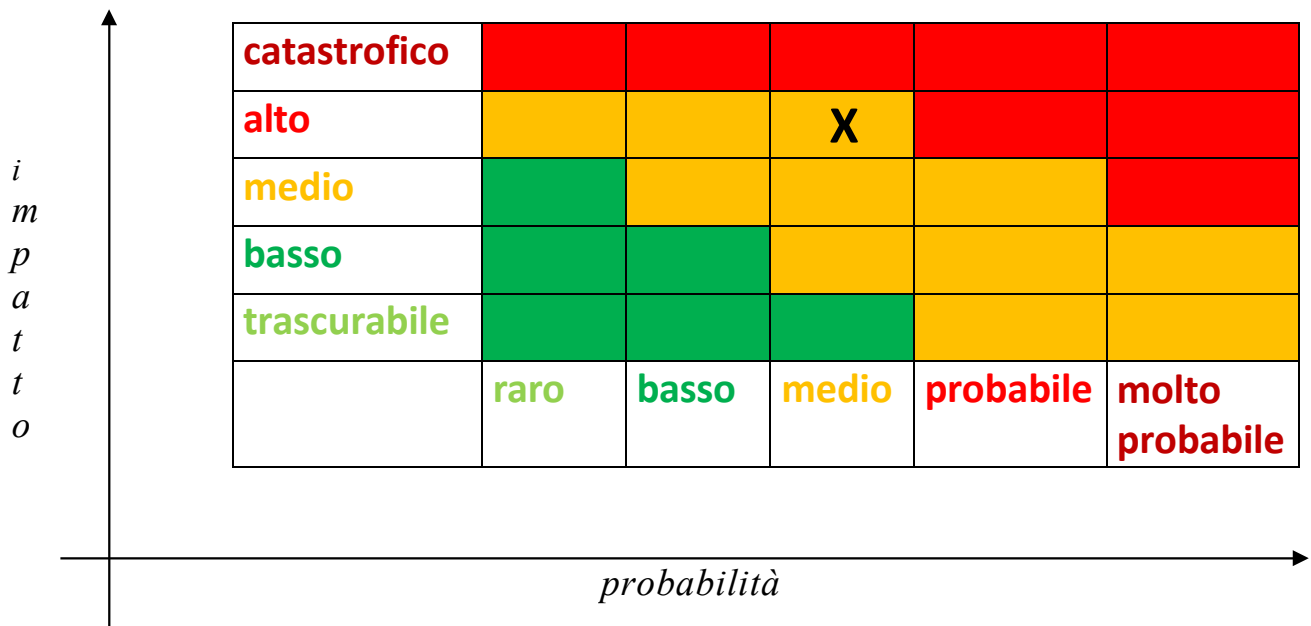 catastrofico
alto
X
medio
basso
trascurabile
raro
basso
medio
probabile
molto
probabile
i
m
p
a
t
t
o
probabilità